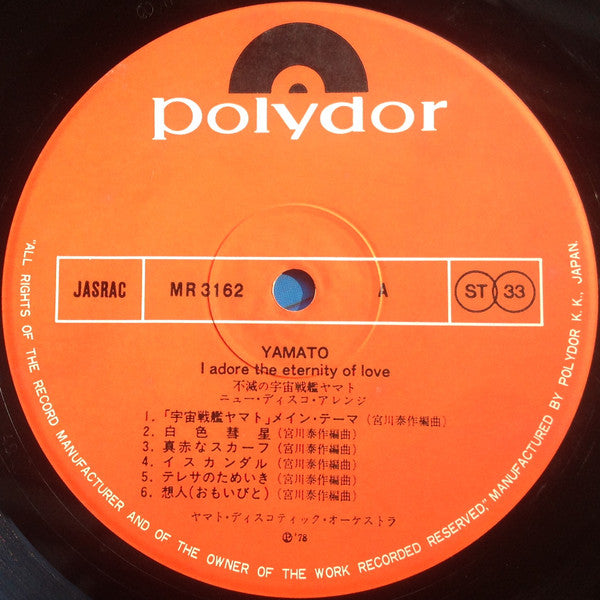 polydor
JASRAC MR 3162 A ST 33
YAMATO
I adore the eternity of love
不滅の宇宙戦艦ヤマト
ニュー・ディスコ・アレンジ
1.「宇宙戦艦ヤマト」メイン・テーマ(宮川泰作編曲)
2. 白色彗星(宮川泰作編曲)
3. 真赤なスカーフ(宮川泰作編曲)
4. イスカンダル(宮川泰作編曲)
5. テレサのためいき(宮川泰作編曲)
6. 想人(おもいびと)(宮川泰作編曲)
ヤマト・ディスコティック・オーケストラ
Ⓟ '78
"ALL RIGHTS OF THE RECORD MANUFACTURER AND OF THE OWNER OF THE WORK RECORDED RESERVED," MANUFACTURED BY POLYDOR K. K., JAPAN.